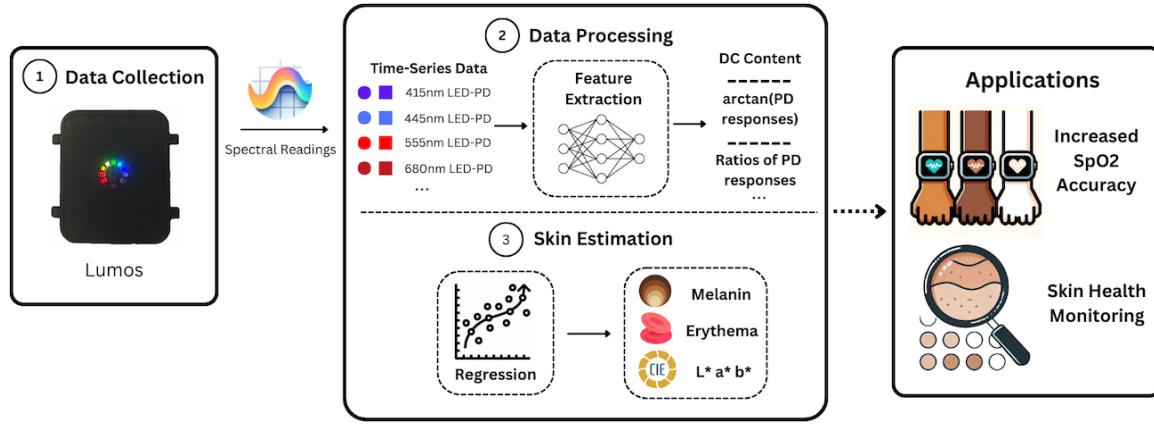 1 Data Collection
Lumos
Spectral Readings
2 Data Processing
Time-Series Data
415nm LED-PD
445nm LED-PD
555nm LED-PD
680nm LED-PD
...
Feature
Extraction
DC Content
arctan(PD
responses)
Ratios of PD
responses
...
3 Skin Estimation
Regression
Melanin
Erythema
CIE
L* a* b*
Applications
Increased
SpO2
Accuracy
Skin Health
Monitoring